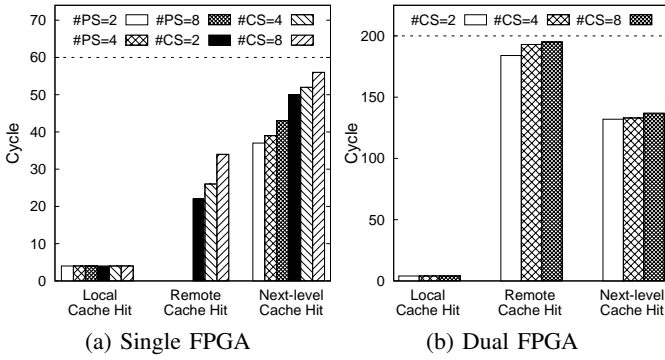 #PS=2 #PS=8 #CS=4
#PS=4 #CS=2 #CS=8
70
60
50
40
30
20
10
0
Cycle
Local Cache Hit
Remote Cache Hit
Next-level Cache Hit
(a) Single FPGA
#CS=2 #CS=4 #CS=8
200
150
100
50
0
Cycle
Local Cache Hit
Remote Cache Hit
Next-level Cache Hit
(b) Dual FPGA